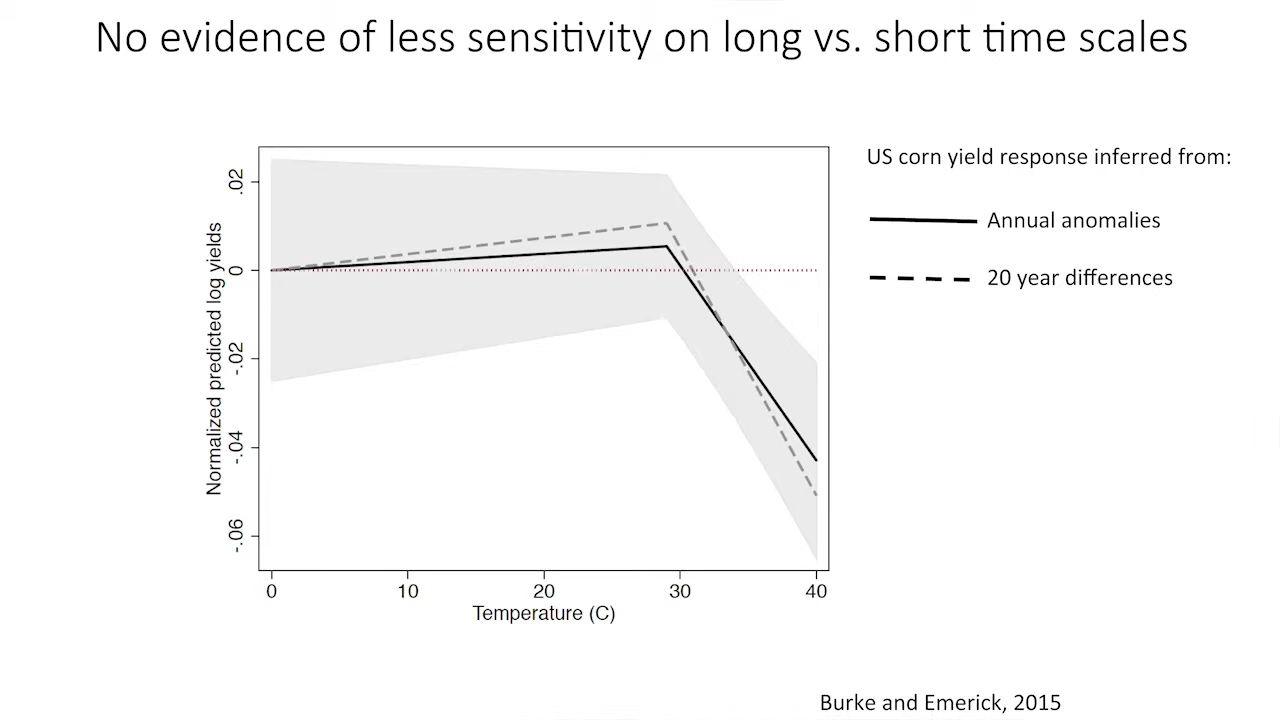 No evidence of less sensitivity on long vs. short time scales
US corn yield response inferred from:
Annual anomalies
20 year differences
Normalized predicted log yields
.02
0
-.02
-.04
-.06
0 10 20 30 40
Temperature (C)
Burke and Emerick, 2015